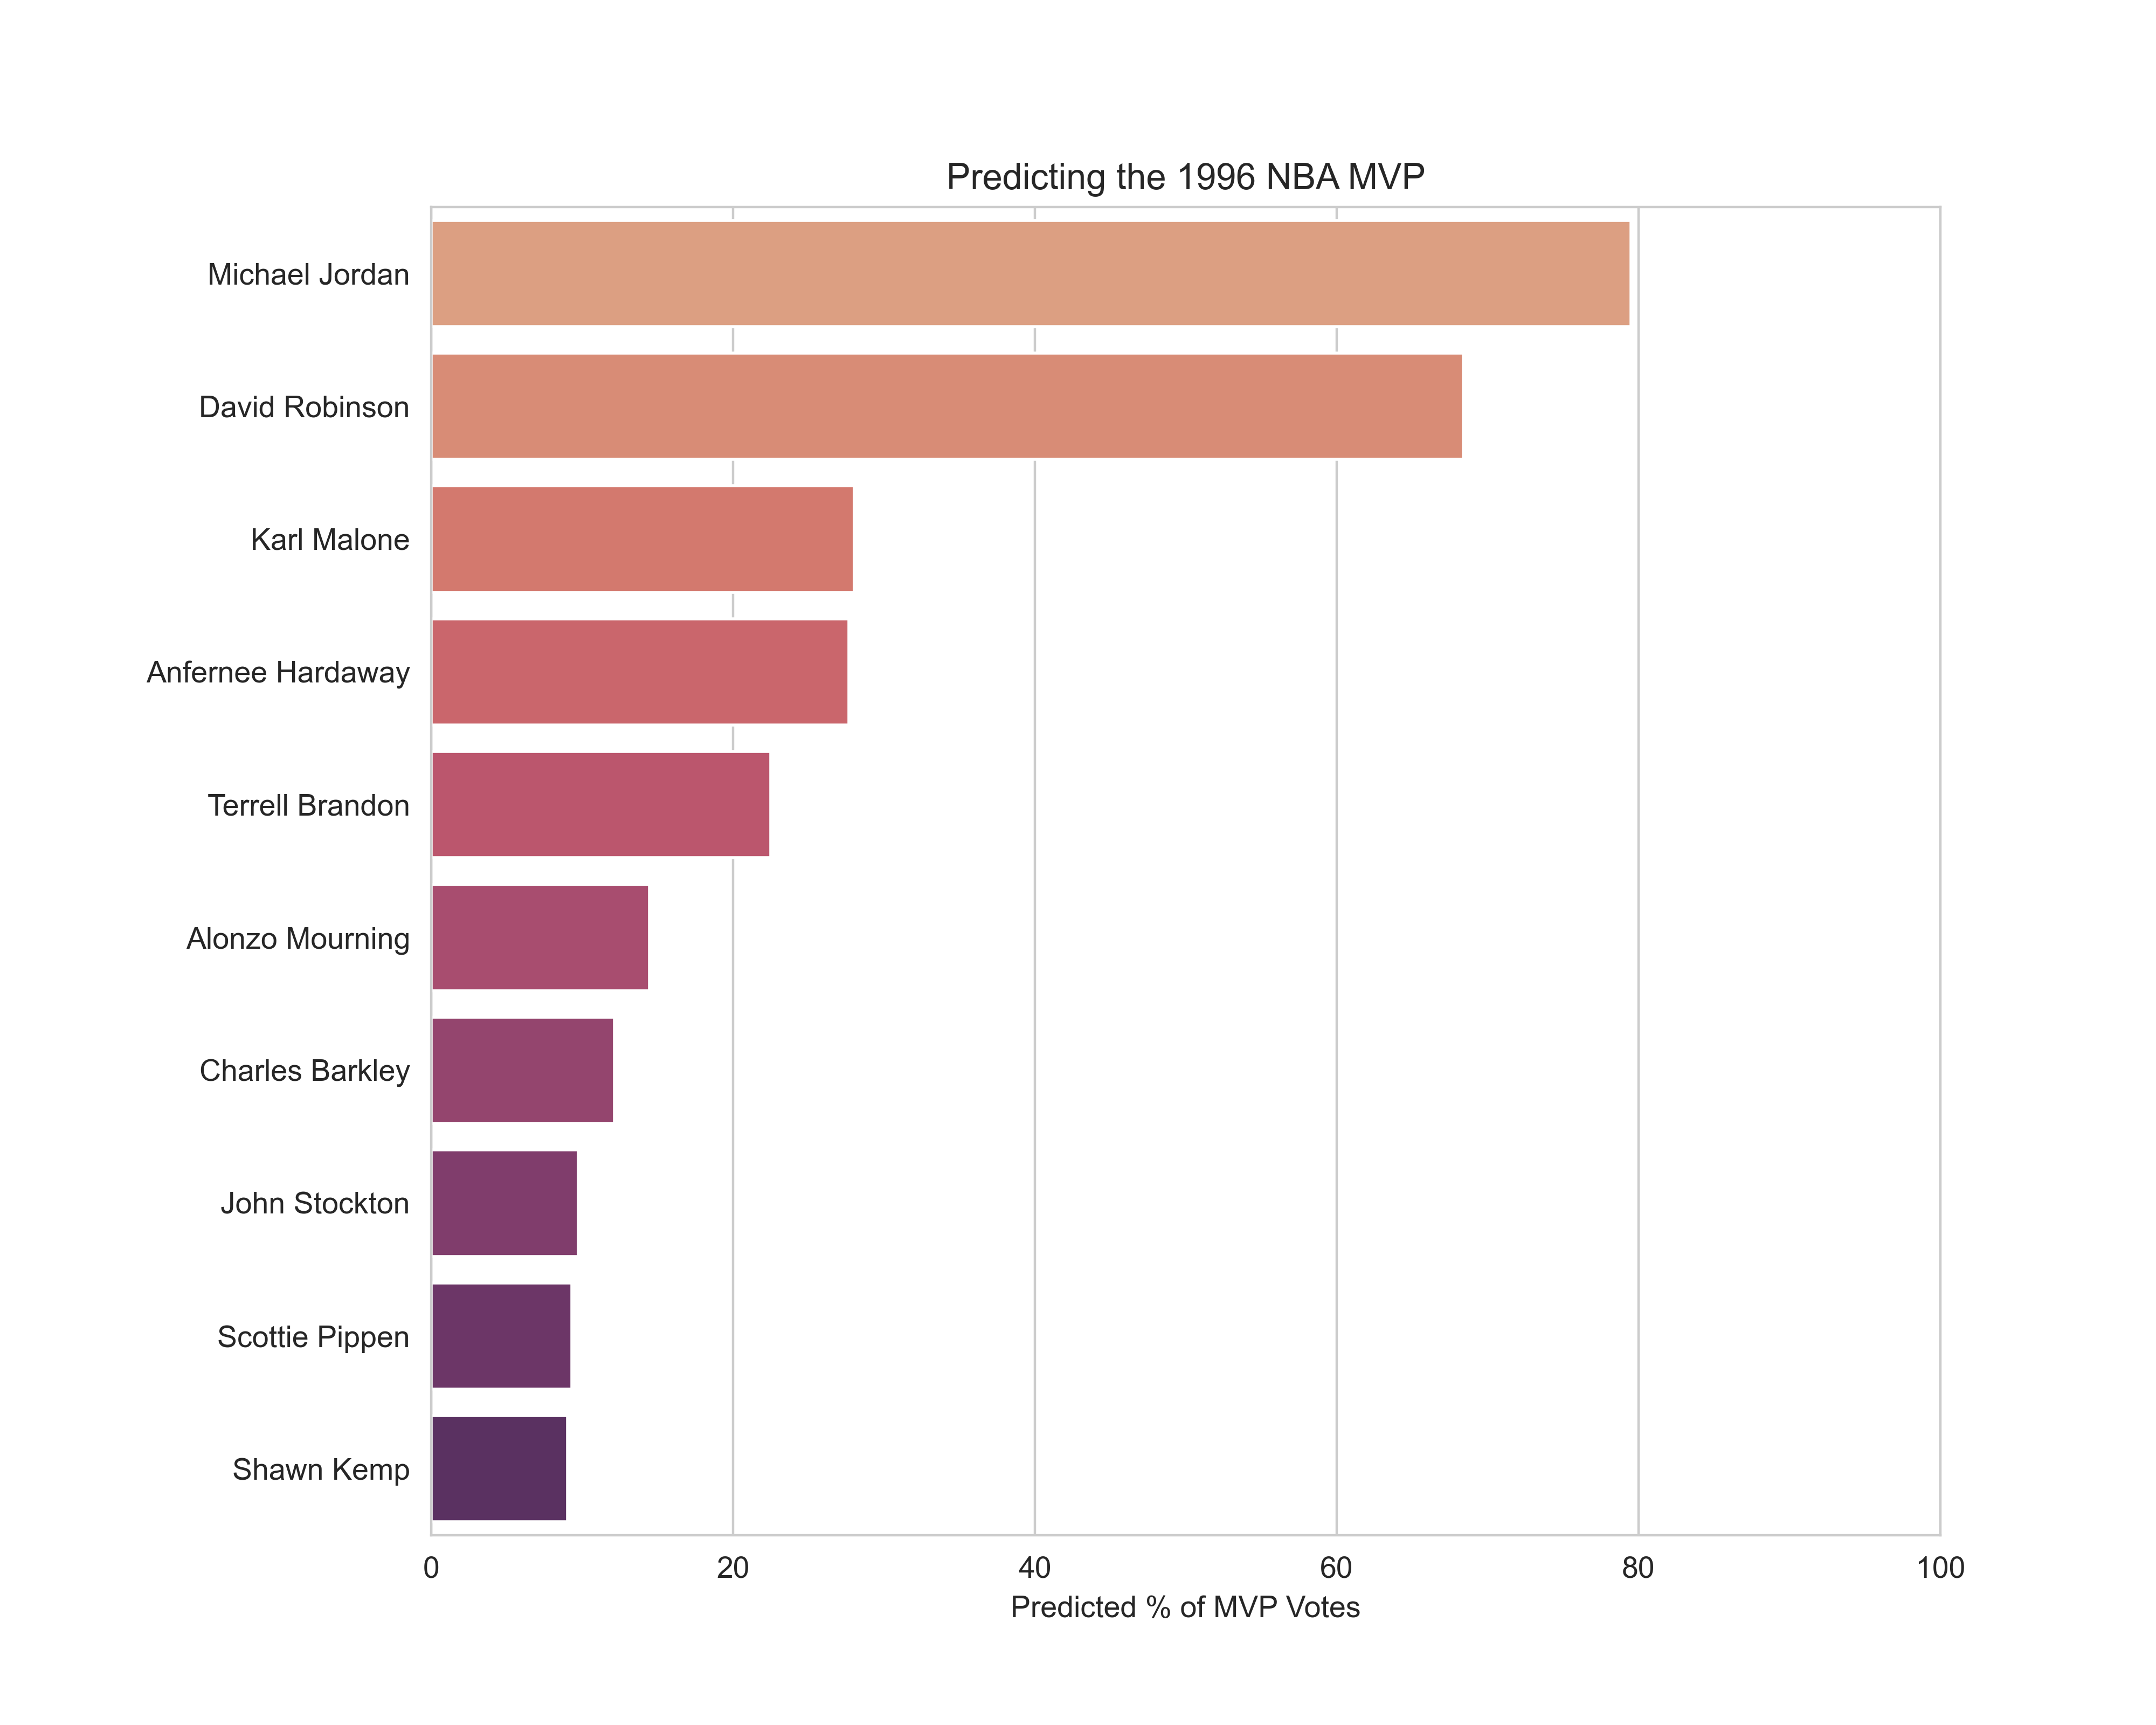 Predicting the 1996 NBA MVP
Michael Jordan
David Robinson
Karl Malone
Anfernee Hardaway
Terrell Brandon
Alonzo Mourning
Charles Barkley
John Stockton
Scottie Pippen
Shawn Kemp
0 20 40 60 80 100
Predicted % of MVP Votes